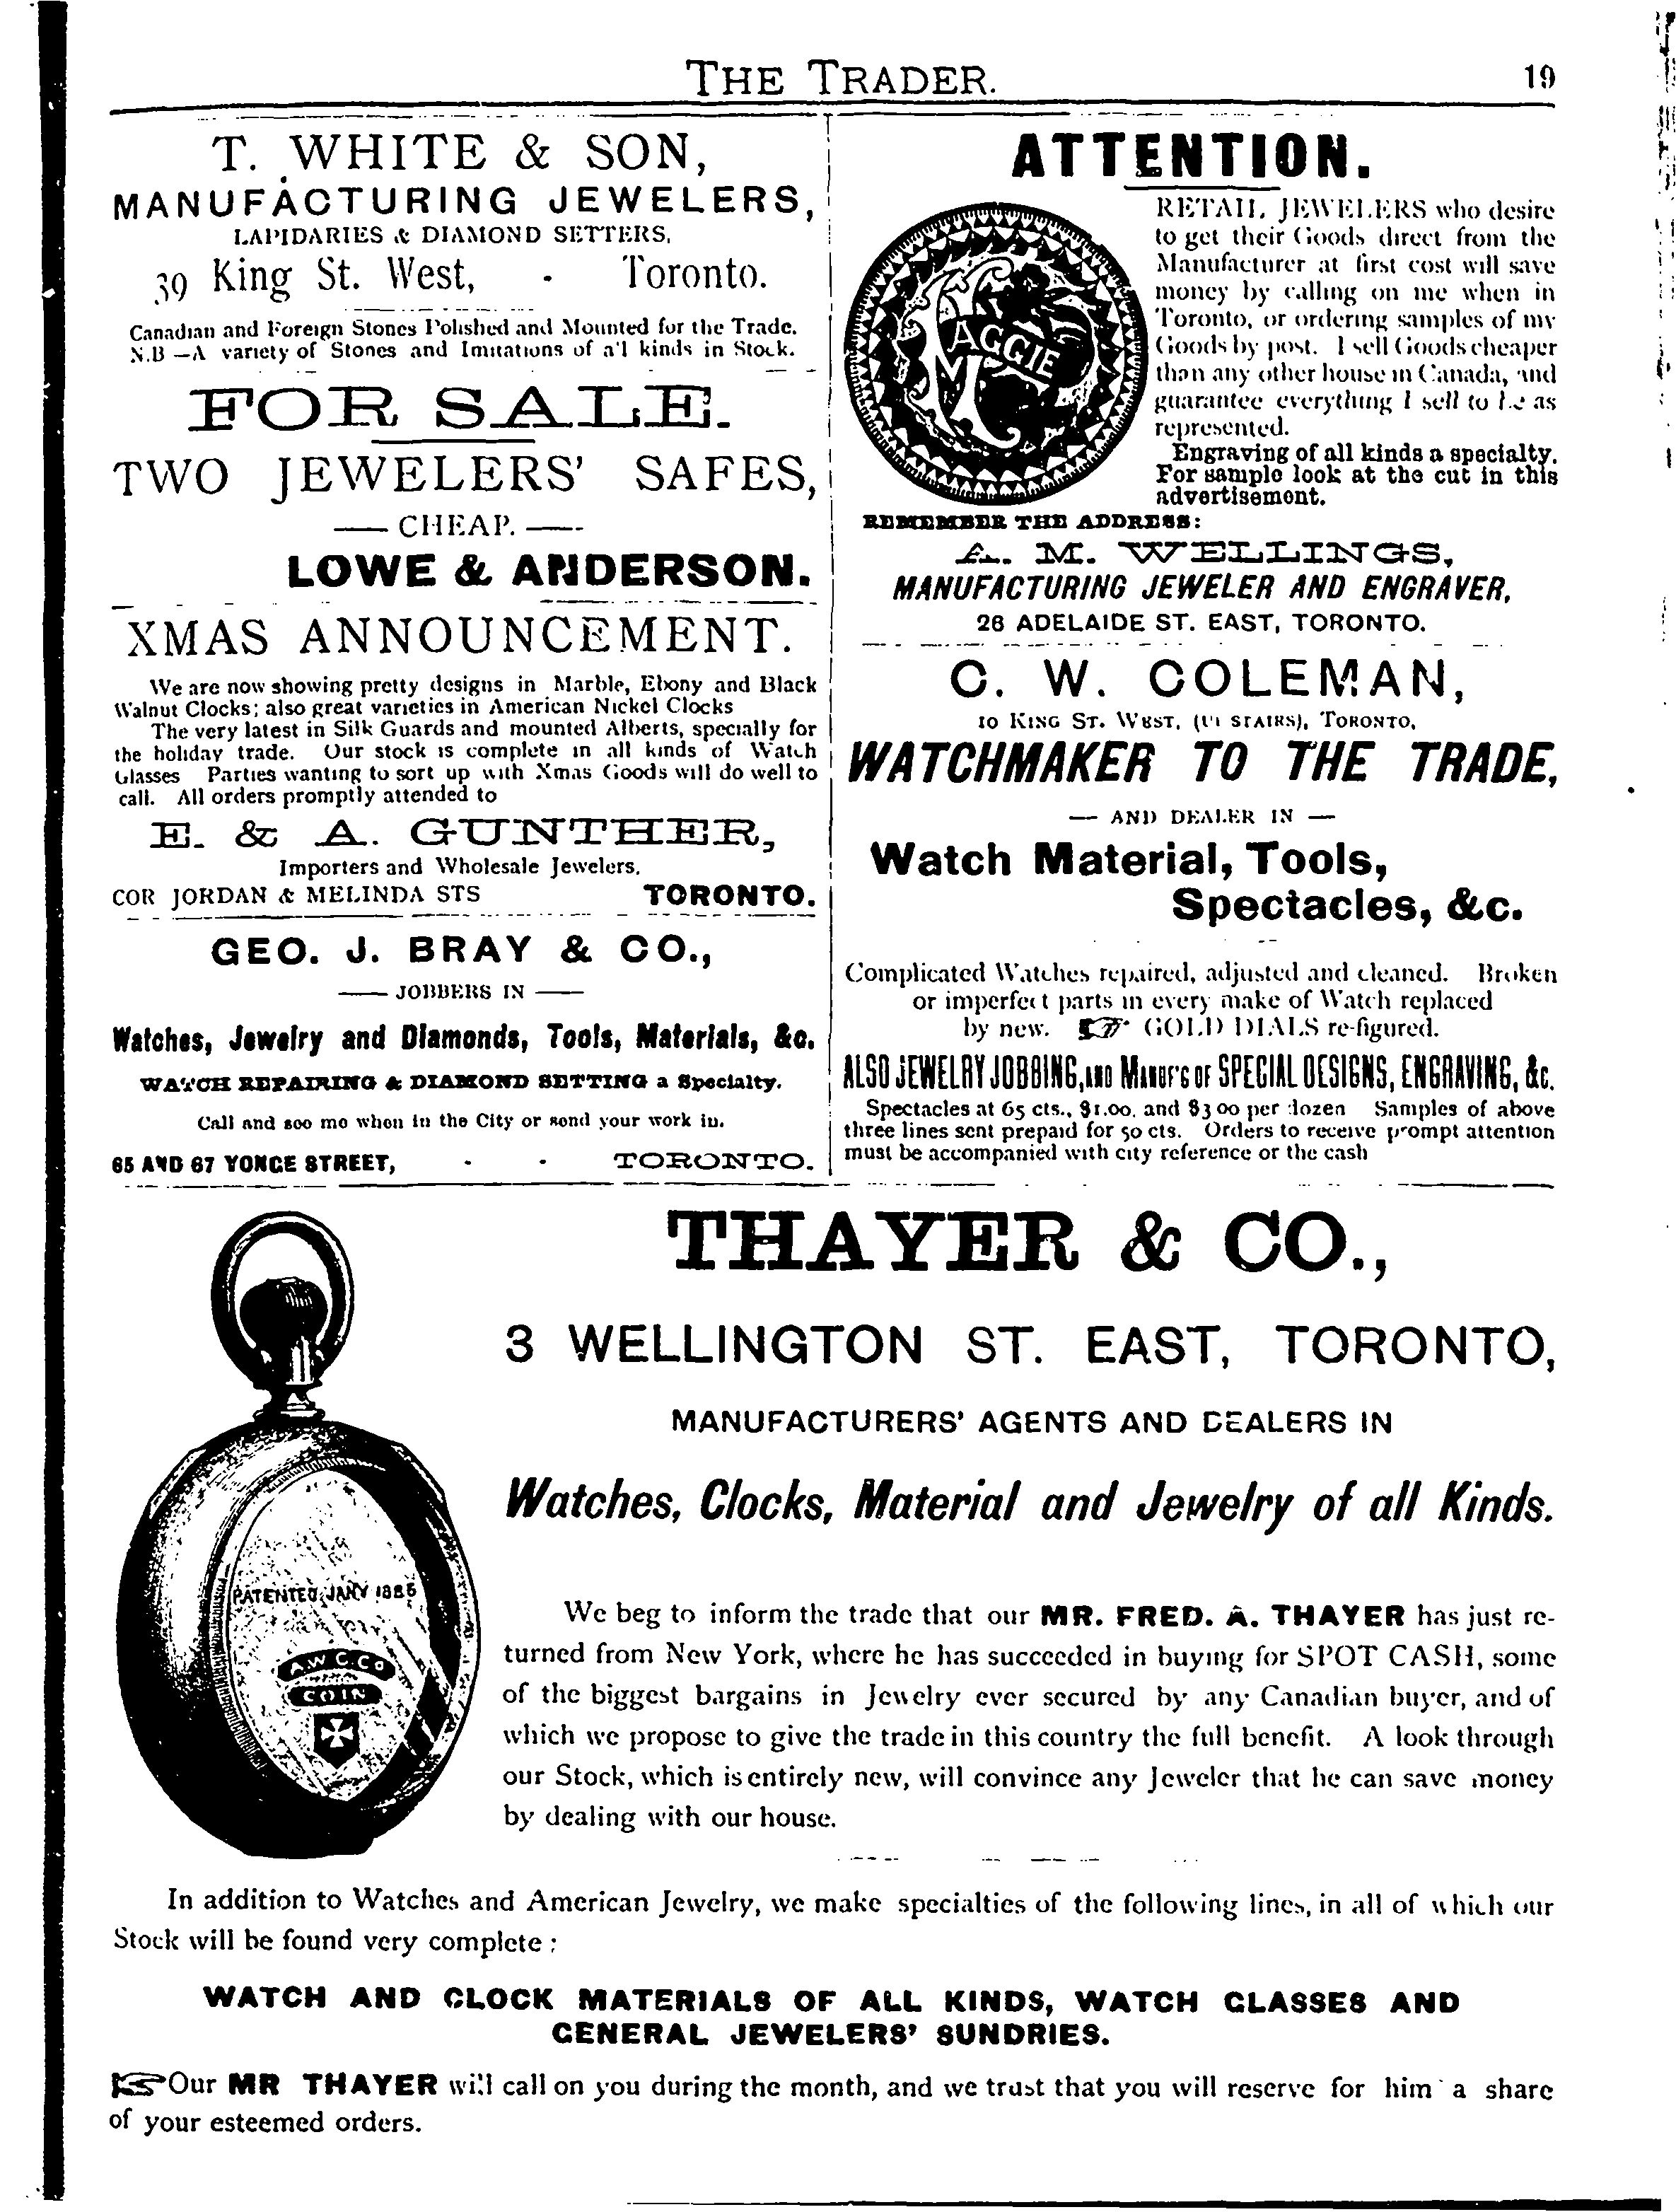 THE TRADER.
19
T. WHITE & SON,
MANUFACTURING JEWELERS,
LAPIDARIES & DIAMOND SETTERS,
39 King St. West, - Toronto.
Canadian and Foreign Stones Polished and Mounted for the Trade.
N.B —A variety of Stones and Imitations of a'l kinds in Stock.
FOR SALE.
TWO JEWELERS' SAFES,
— CHEAP. —
LOWE & ANDERSON.
XMAS ANNOUNCEMENT.
We are now showing pretty designs in Marble, Ebony and Black
Walnut Clocks; also great varieties in American Nickel Clocks
The very latest in Silk Guards and mounted Alberts, specially for
the holiday trade. Our stock is complete in all kinds of Watch
Glasses Parties wanting to sort up with Xmas Goods will do well to
call. All orders promptly attended to
E. & A. GUNTHER,
Importers and Wholesale Jewelers.
COR JORDAN & MELINDA STS TORONTO.
GEO. J. BRAY & CO.,
— JOBBERS IN —
Watches, Jewelry and Diamonds, Tools, Materials, &c.
WATCH REPAIRING & DIAMOND SETTING a Specialty.
Call and see me when in the City or send your work in.
65 AND 67 YONGE STREET, - - TORONTO.
ATTENTION.
MAGGIE
RETAIL JEWELERS who desire
to get their Goods direct from the
Manufacturer at first cost will save
money by calling on me when in
Toronto, or ordering samples of my
Goods by post. I sell Goods cheaper
than any other house in Canada, and
guarantee everything I sell to be as
represented.
Engraving of all kinds a specialty.
For sample look at the cut in this
advertisement.
REMEMBER THE ADDRESS:
A. M. WELLINGS,
MANUFACTURING JEWELER AND ENGRAVER,
26 ADELAIDE ST. EAST, TORONTO.
C. W. COLEMAN,
10 KING ST. WEST, (UP STAIRS), TORONTO,
WATCHMAKER TO THE TRADE,
— AND DEALER IN —
Watch Material, Tools,
Spectacles, &c.
Complicated Watches repaired, adjusted and cleaned. Broken
or imperfect parts in every make of Watch replaced
by new. ☞ GOLD DIALS re-figured.
ALSO JEWELRY JOBBING, AND MANUF'G OF SPECIAL DESIGNS, ENGRAVING, &c.
Spectacles at 65 cts., $1.00, and $3 00 per dozen Samples of above
three lines sent prepaid for 50 cts. Orders to receive prompt attention
must be accompanied with city reference or the cash
THAYER & CO.,
3 WELLINGTON ST. EAST, TORONTO,
MANUFACTURERS' AGENTS AND DEALERS IN
Watches, Clocks, Material and Jewelry of all Kinds.
PATENTED JANY 1885
A.W.C.CO
COIN
We beg to inform the trade that our MR. FRED. A. THAYER has just re-
turned from New York, where he has succeeded in buying for SPOT CASH, some
of the biggest bargains in Jewelry ever secured by any Canadian buyer, and of
which we propose to give the trade in this country the full benefit. A look through
our Stock, which is entirely new, will convince any Jeweler that he can save money
by dealing with our house.
In addition to Watches and American Jewelry, we make specialties of the following lines, in all of which our
Stock will be found very complete :
WATCH AND CLOCK MATERIALS OF ALL KINDS, WATCH GLASSES AND
GENERAL JEWELERS' SUNDRIES.
☞Our MR THAYER will call on you during the month, and we trust that you will reserve for him a share
of your esteemed orders.